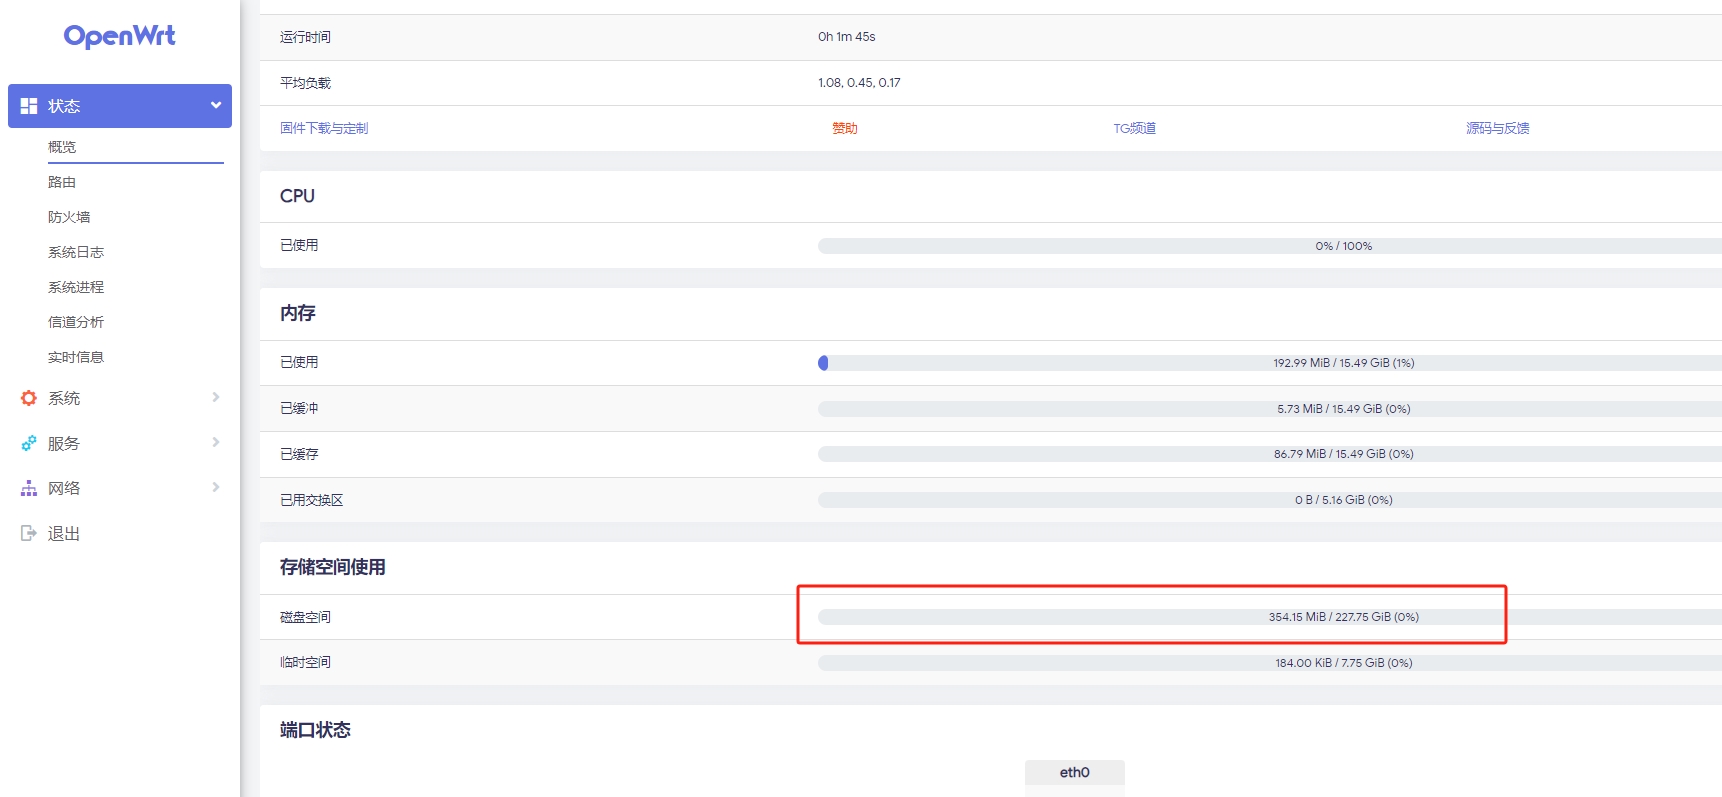 OpenWrt
状态
概览
路由
防火墙
系统日志
系统进程
信道分析
实时信息
系统
服务
网络
退出
运行时间 0h 1m 45s
平均负载 1.08, 0.45, 0.17
固件下载与定制 赞助 TG频道 源码与反馈
CPU
已使用 0% / 100%
内存
已使用 192.99 MiB / 15.49 GiB (1%)
已缓冲 5.73 MiB / 15.49 GiB (0%)
已缓存 86.79 MiB / 15.49 GiB (0%)
已用交换区 0 B / 5.16 GiB (0%)
存储空间使用
磁盘空间 354.15 MiB / 227.75 GiB (0%)
临时空间 184.00 KiB / 7.75 GiB (0%)
端口状态
eth0